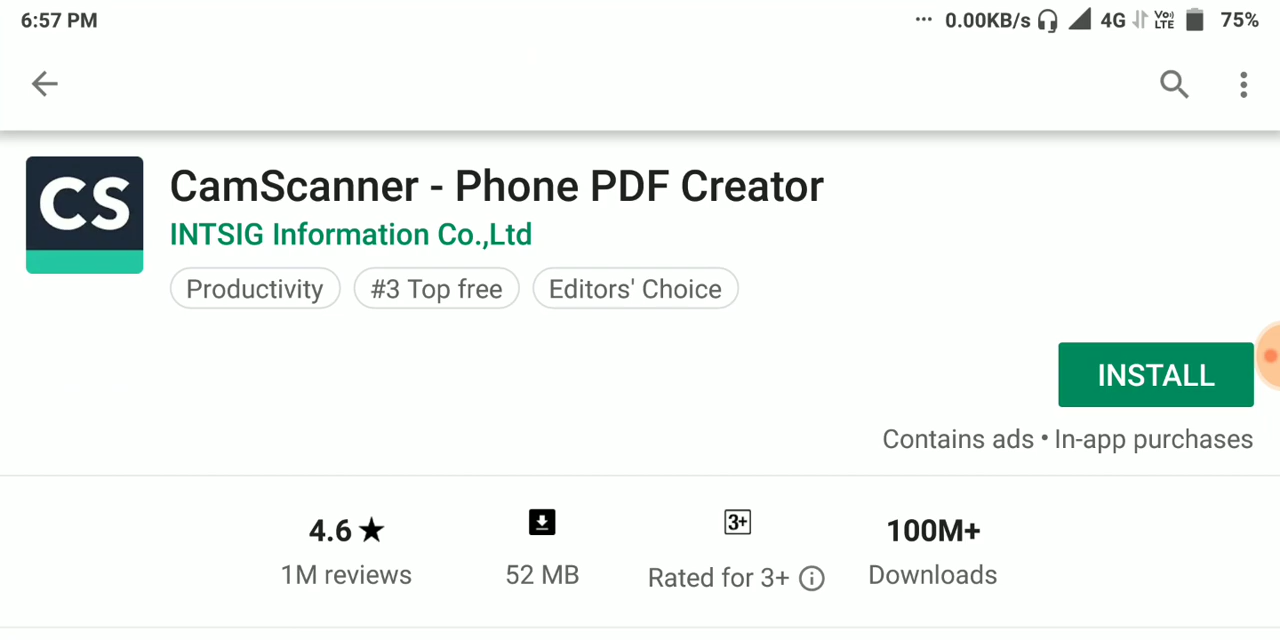 6:57 PM ... 0.00KB/s 4G Vo) LTE 75%
CS
CamScanner - Phone PDF Creator
INTSIG Information Co.,Ltd
Productivity #3 Top free Editors' Choice
INSTALL
Contains ads • In-app purchases
4.6★ 3+ 100M+
1M reviews 52 MB Rated for 3+ Downloads